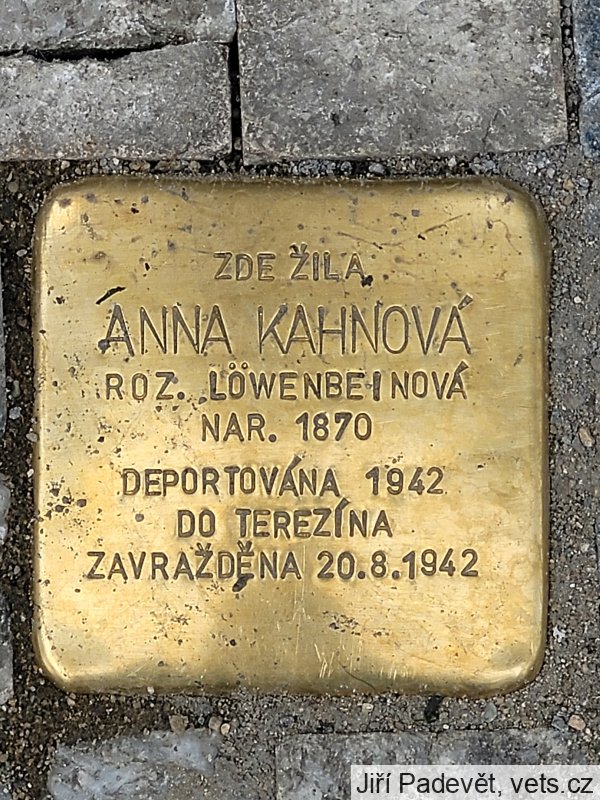 ZDE ŽILA
ANNA KAHNOVÁ
ROZ. LÖWENBEINOVÁ
NAR. 1870
DEPORTOVÁNA 1942
DO TEREZÍNA
ZAVRAŽDĚNA 20.8.1942
Jiří Padevět, vets.cz